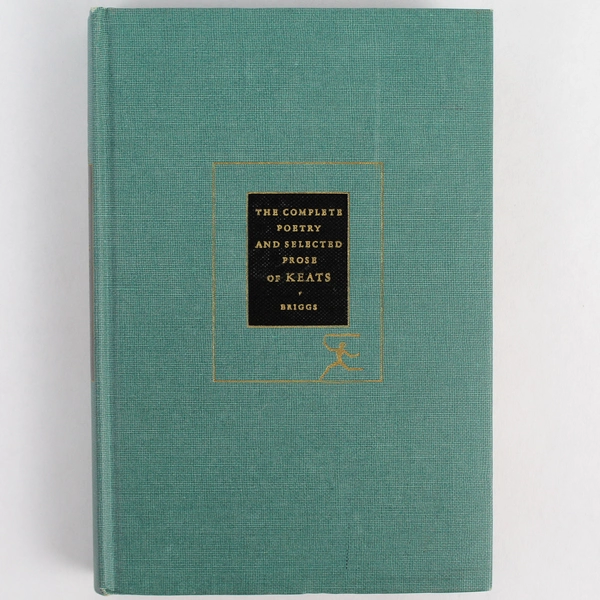 THE COMPLETE
POETRY
AND SELECTED
PROSE
OF KEATS
BRIGGS